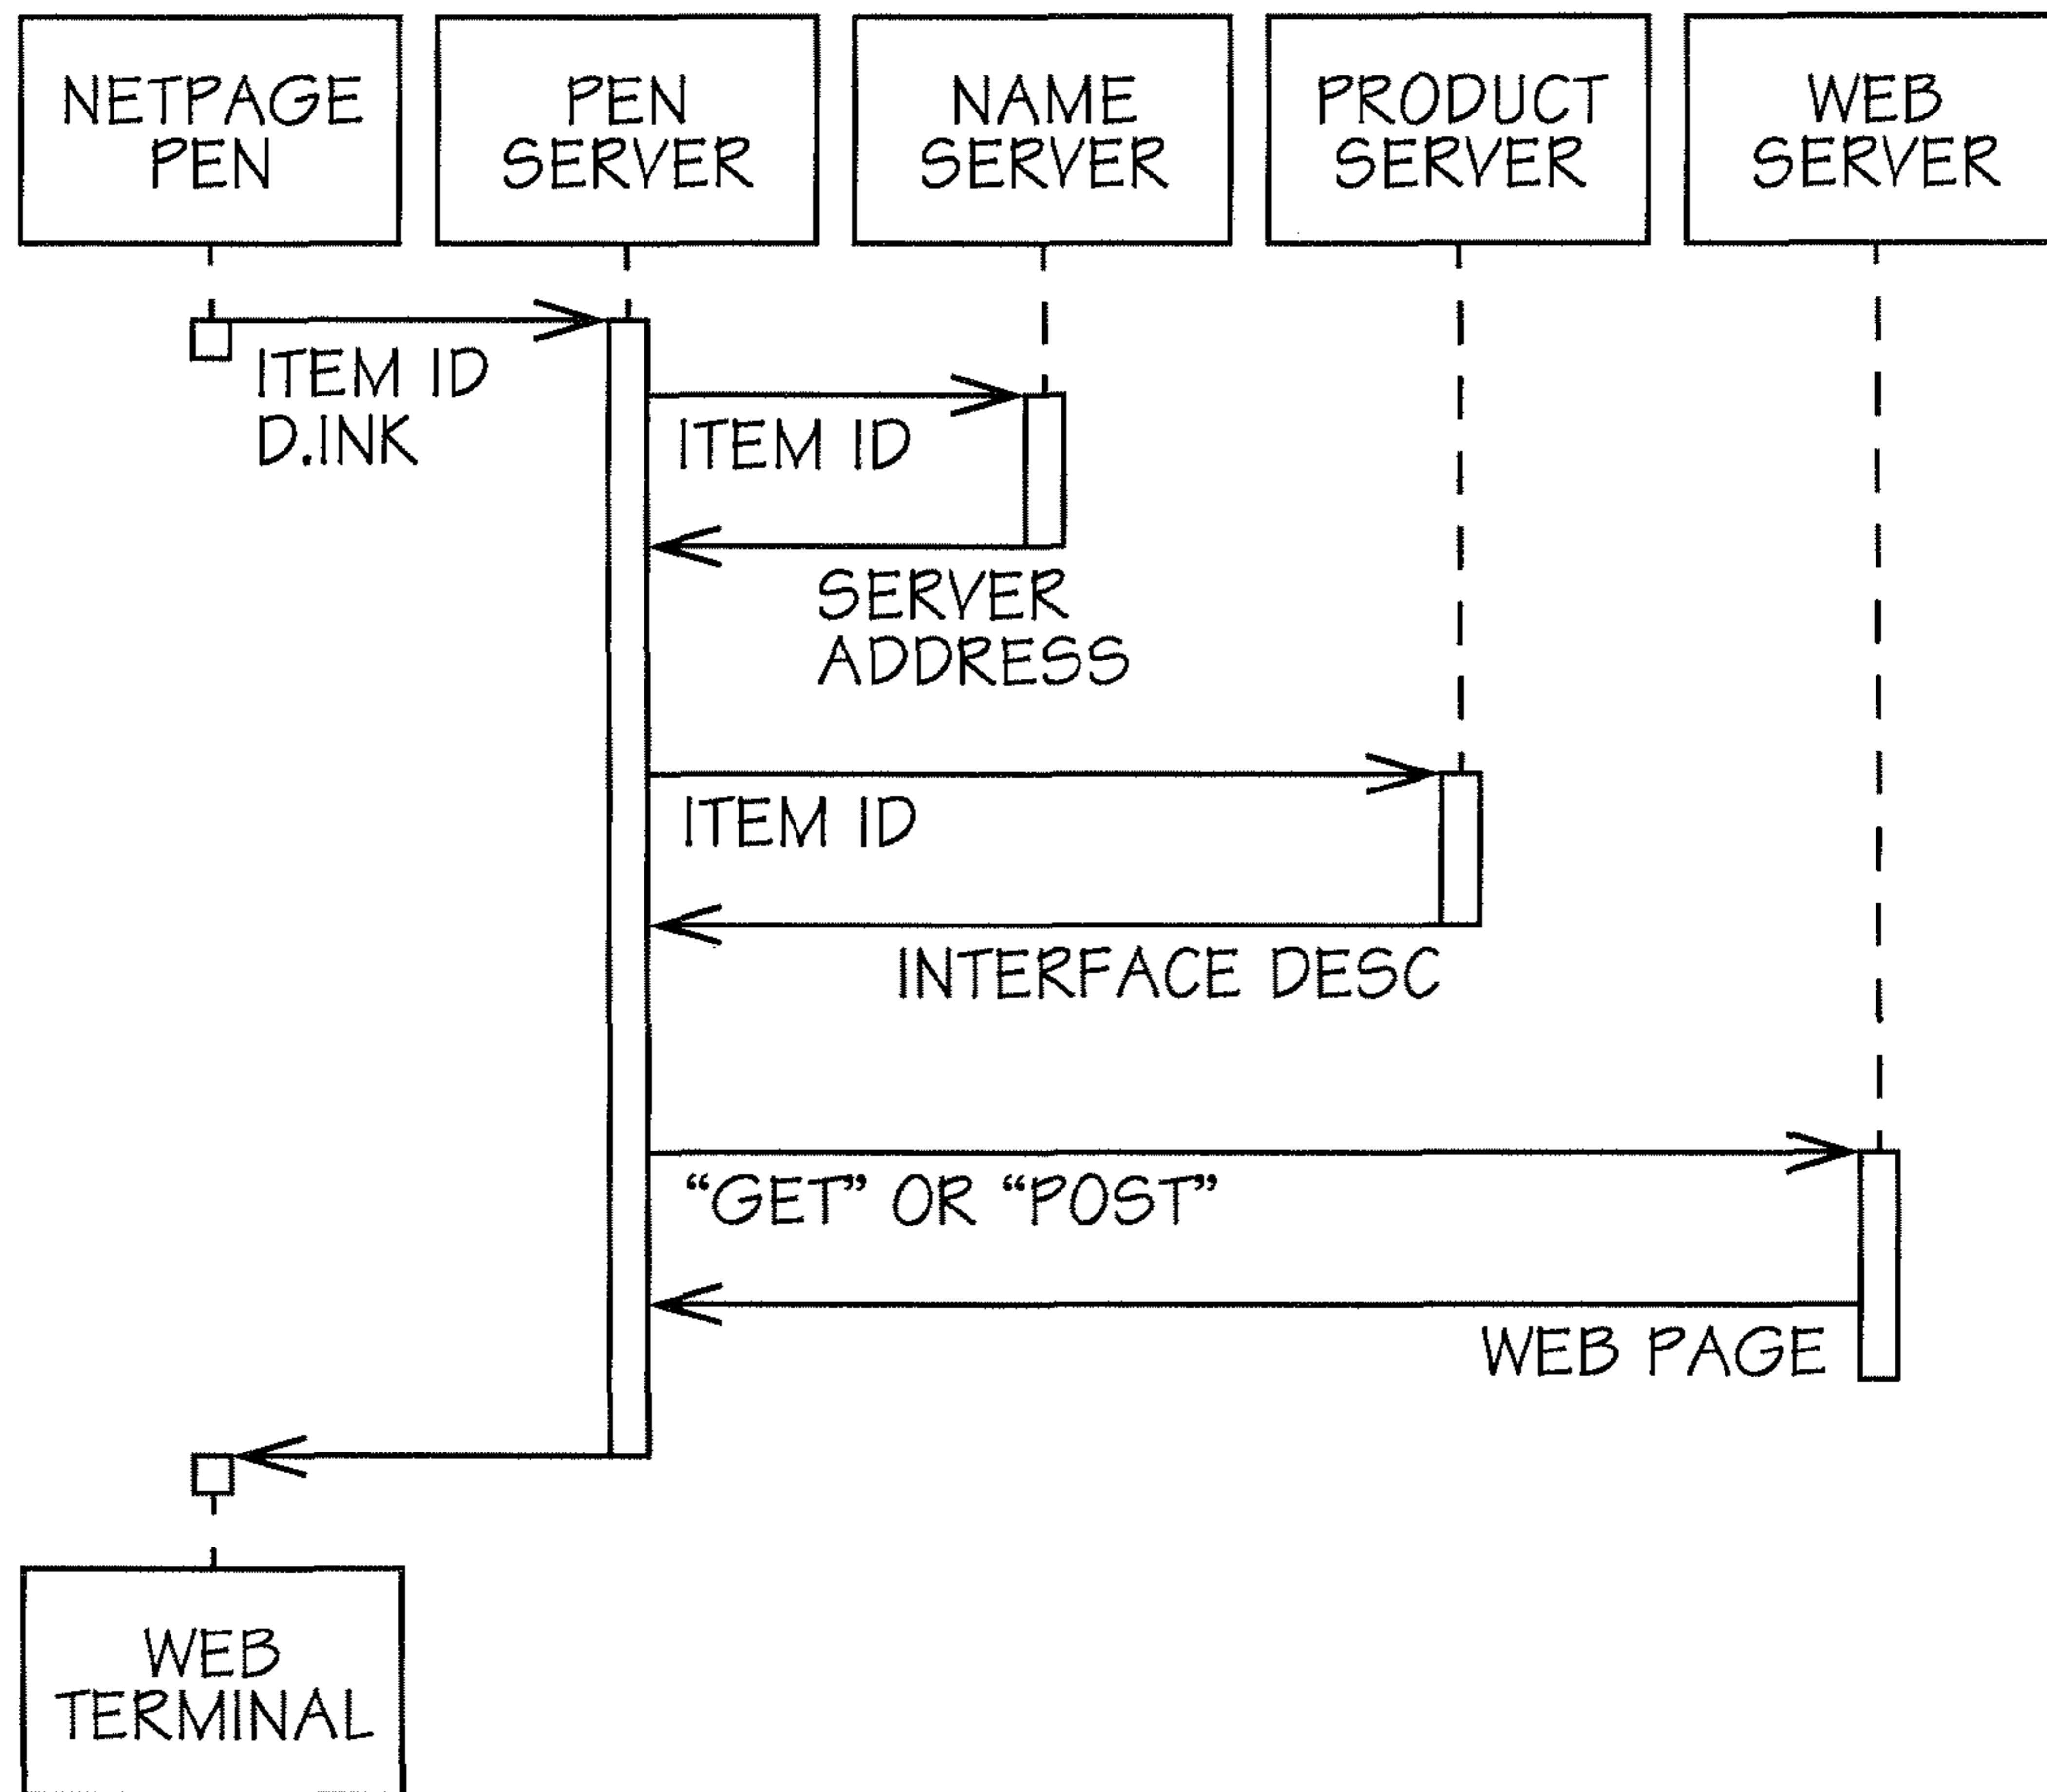 NETPAGE
PEN
PEN
SERVER
NAME
SERVER
PRODUCT
SERVER
WEB
SERVER
ITEM ID
D.INK
ITEM ID
SERVER
ADDRESS
ITEM ID
INTERFACE DESC
“GET” OR “POST”
WEB PAGE
WEB
TERMINAL